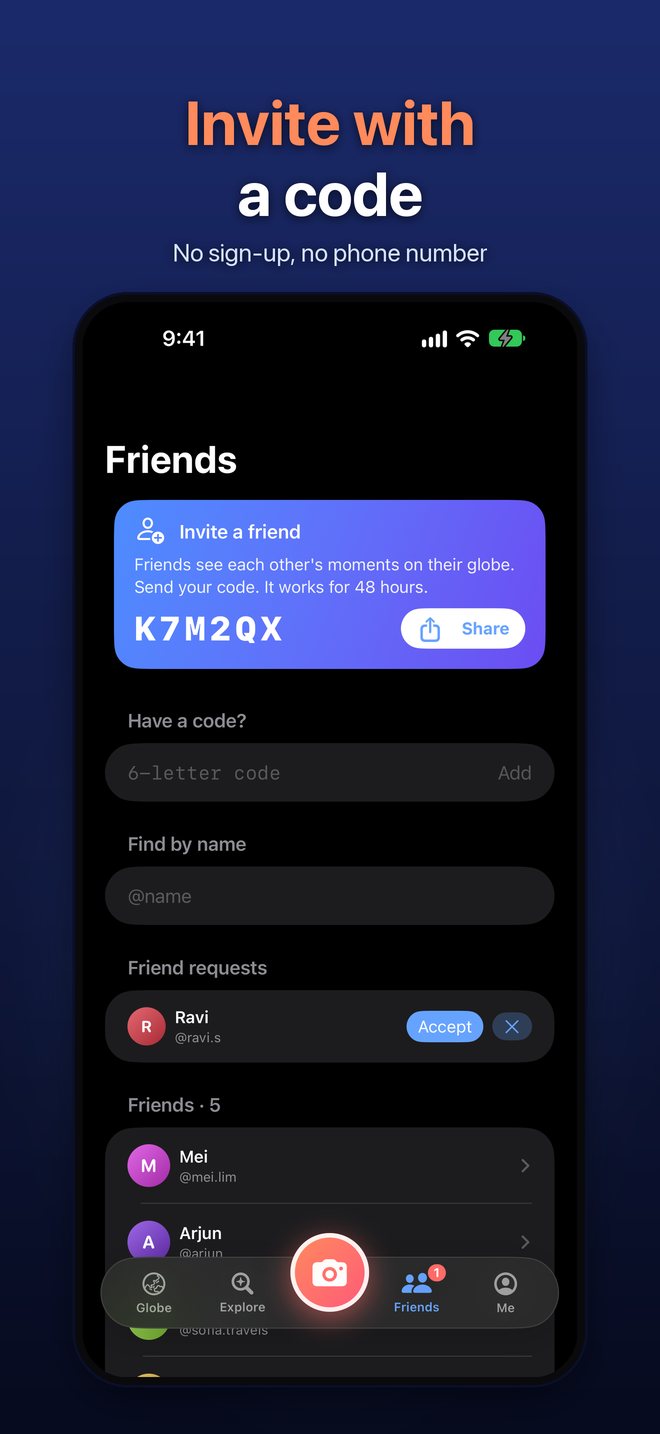 Invite with
a code
No sign-up, no phone number
9:41
Friends
Invite a friend
Friends see each other's moments on their globe.
Send your code. It works for 48 hours.
K7M2QX
Share
Have a code?
6-letter code
Add
Find by name
@name
Friend requests
R
Ravi
@ravi.s
Accept
Friends · 5
M
Mei
@mei.lim
A
Arjun
@arjun
1
Globe
Explore
Friends
Me
@sofia.travels